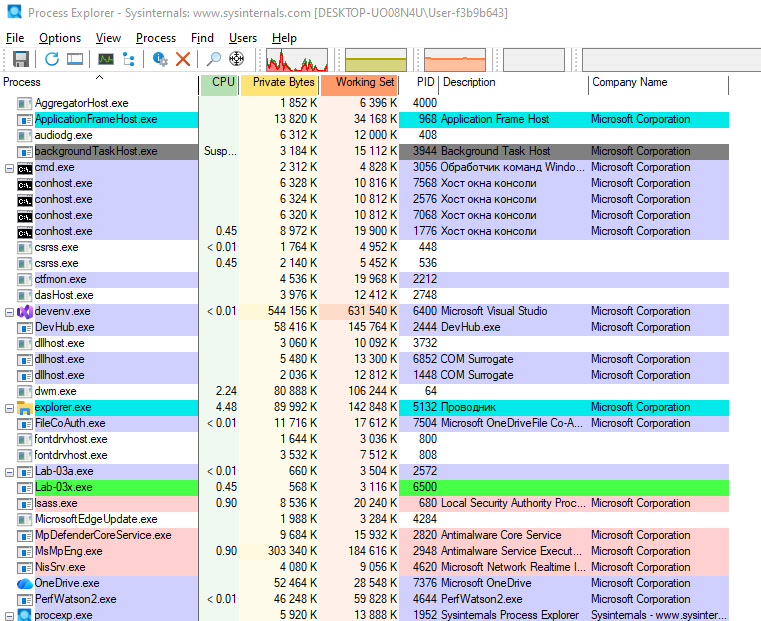 Process Explorer - Sysinternals: www.sysinternals.com [DESKTOP-UO08N4U\User-f3b9b643]
File Options View Process Find Users Help
Process CPU Private Bytes Working Set PID Description Company Name
AggregatorHost.exe 1 852 K 6 396 K 4000
ApplicationFrameHost.exe 13 820 K 34 168 K 968 Application Frame Host Microsoft Corporation
audiodg.exe 6 312 K 12 000 K 408
backgroundTaskHost.exe Susp... 3 184 K 15 112 K 3944 Background Task Host Microsoft Corporation
cmd.exe 2 312 K 4 828 K 3056 Обработчик команд Windo... Microsoft Corporation
conhost.exe 6 328 K 10 816 K 7568 Хост окна консоли Microsoft Corporation
conhost.exe 6 324 K 10 812 K 2576 Хост окна консоли Microsoft Corporation
conhost.exe 6 320 K 10 812 K 7068 Хост окна консоли Microsoft Corporation
conhost.exe 0.45 8 972 K 19 900 K 1776 Хост окна консоли Microsoft Corporation
csrss.exe < 0.01 1 764 K 4 952 K 448
csrss.exe 0.45 2 140 K 5 452 K 536
ctfmon.exe 4 536 K 19 968 K 2212
dasHost.exe 3 976 K 12 412 K 2748
devenv.exe < 0.01 544 156 K 631 540 K 6400 Microsoft Visual Studio Microsoft Corporation
DevHub.exe 58 416 K 145 764 K 2444 DevHub.exe Microsoft Corporation
dllhost.exe 3 060 K 10 092 K 3732
dllhost.exe 5 480 K 13 300 K 6852 COM Surrogate Microsoft Corporation
dllhost.exe 2 036 K 12 812 K 1448 COM Surrogate Microsoft Corporation
dwm.exe 2.24 80 888 K 106 244 K 64
explorer.exe 4.48 89 992 K 142 848 K 5132 Проводник Microsoft Corporation
FileCoAuth.exe < 0.01 11 716 K 17 612 K 7504 Microsoft OneDriveFile Co-A... Microsoft Corporation
fontdrvhost.exe 1 644 K 3 036 K 800
fontdrvhost.exe 3 532 K 7 512 K 808
Lab-03a.exe < 0.01 660 K 3 504 K 2572
Lab-03x.exe 0.45 568 K 3 116 K 6500
lsass.exe 0.90 8 536 K 20 240 K 680 Local Security Authority Proc... Microsoft Corporation
MicrosoftEdgeUpdate.exe 1 988 K 3 284 K 4284
MpDefenderCoreService.exe 9 684 K 15 932 K 2820 Antimalware Core Service Microsoft Corporation
MsMpEng.exe 0.90 303 340 K 184 616 K 2948 Antimalware Service Execut... Microsoft Corporation
NisSrv.exe 4 080 K 9 056 K 4620 Microsoft Network Realtime I... Microsoft Corporation
OneDrive.exe 52 464 K 28 548 K 7376 Microsoft OneDrive Microsoft Corporation
PerfWatson2.exe < 0.01 46 248 K 59 828 K 4644 PerfWatson2.exe Microsoft Corporation
procexp.exe 5 920 K 13 888 K 1952 Sysinternals Process Explorer Sysinternals - www.sysinter...